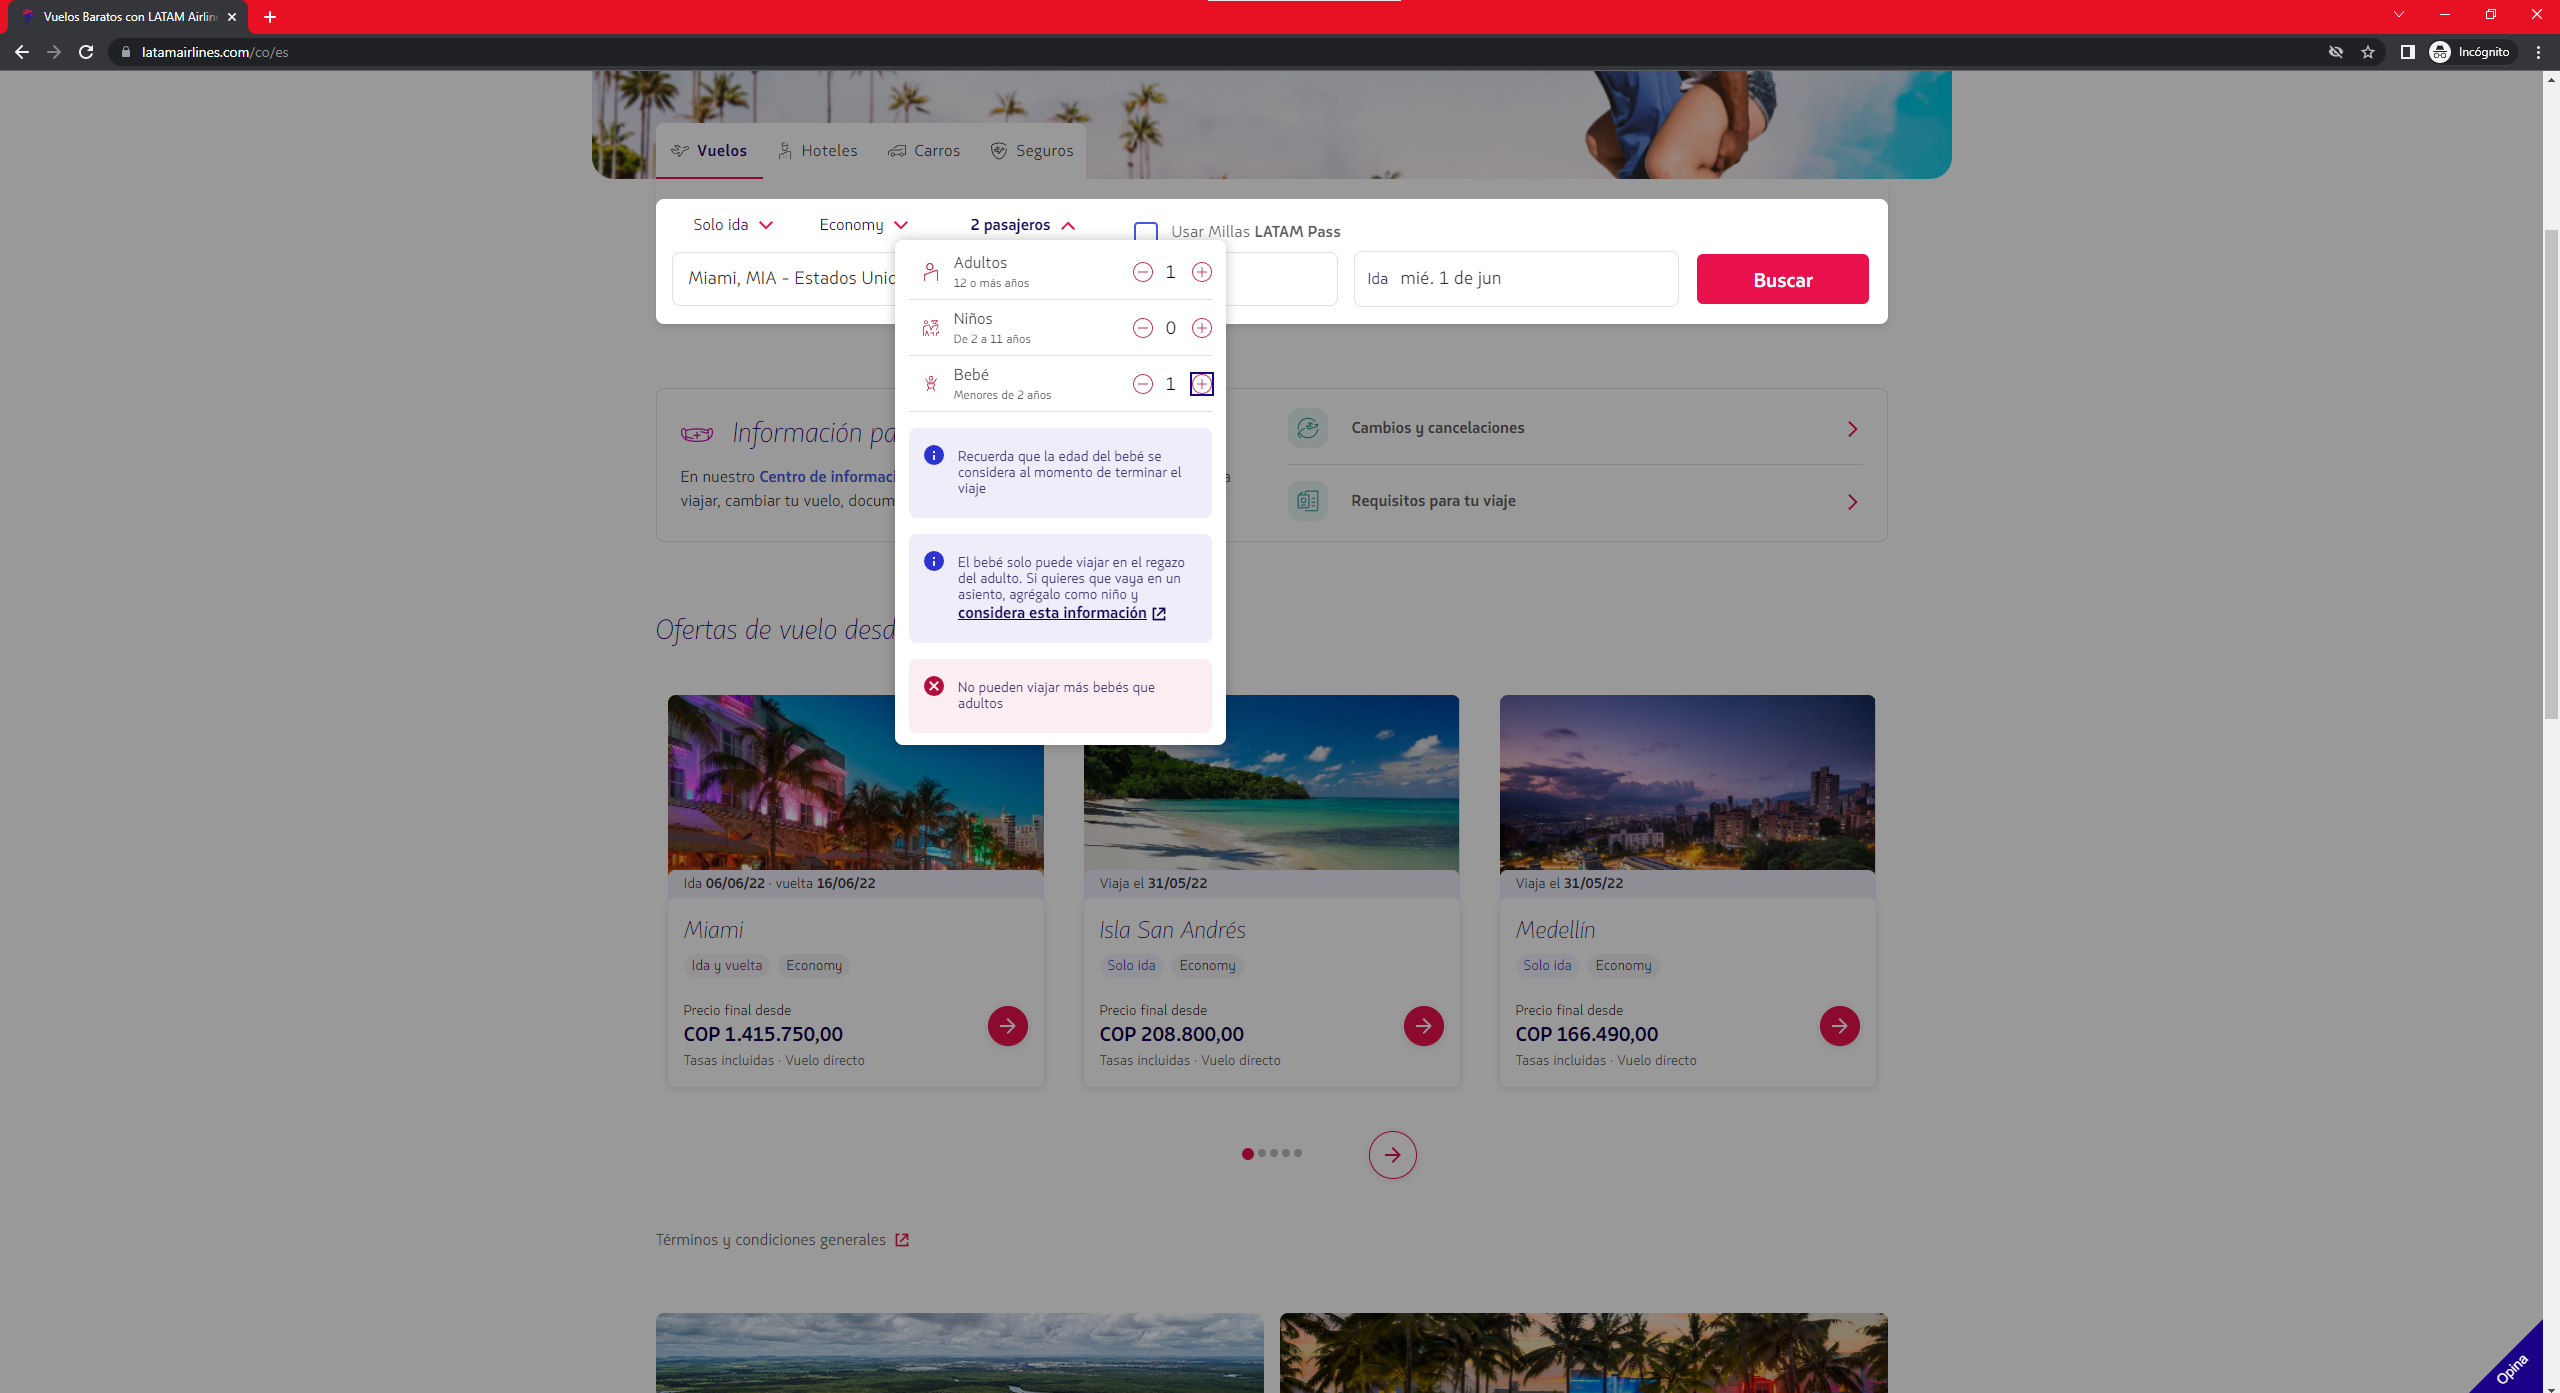 Vuelos Baratos con LATAM Airlin
latamairlines.com/co/es
Incógnito
Vuelos
Hoteles
Carros
Seguros
Solo ida
Economy
2 pasajeros
Usar Millas LATAM Pass
Miami, MIA - Estados Unid
Ida mié. 1 de jun
Buscar
Adultos
12 o más años
1
Niños
De 2 a 11 años
0
Bebé
Menores de 2 años
1
Recuerda que la edad del bebé se
considera al momento de terminar el
viaje
El bebé solo puede viajar en el regazo
del adulto. Si quieres que vaya en un
asiento, agrégalo como niño y
considera esta información
No pueden viajar más bebés que
adultos
Información pa
En nuestro Centro de informaci
a
viajar, cambiar tu vuelo, docum
Cambios y cancelaciones
Requisitos para tu viaje
Ofertas de vuelo desd
Ida 06/06/22 · vuelta 16/06/22
Miami
Ida y vuelta
Economy
Precio final desde
COP 1.415.750,00
Tasas incluidas · Vuelo directo
Viaja el 31/05/22
Isla San Andrés
Solo ida
Economy
Precio final desde
COP 208.800,00
Tasas incluidas · Vuelo directo
Viaja el 31/05/22
Medellín
Solo ida
Economy
Precio final desde
COP 166.490,00
Tasas incluidas · Vuelo directo
Términos y condiciones generales
Opina